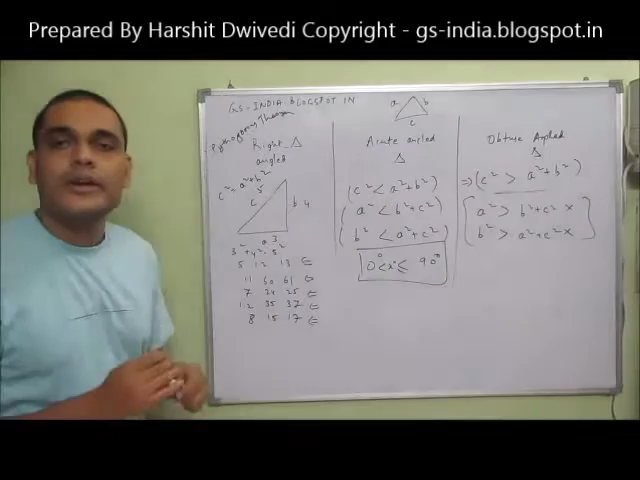 Prepared By Harshit Dwivedi Copyright - gs-india.blogspot.in
GS-INDIA.BLOGSPOT IN
Pythagorus Theorem
Right △
angled
c² = a²+b²
5
c
b 4
a 3
3² + 4² = 5²
5 12 13 ⇐
11 60 61 ⇐
7 24 25 ⇐
12 35 37 ⇐
8 15 17 ⇐
a b
c
Acute angled
△
(c² < a²+b²)
a² < b²+c²
b² < a²+c²
0° < x° ≤ 90°
Obtuse Angled
△
⇒ (c² > a²+b²)
a² > b²+c² ×
b² > a²+c² ×